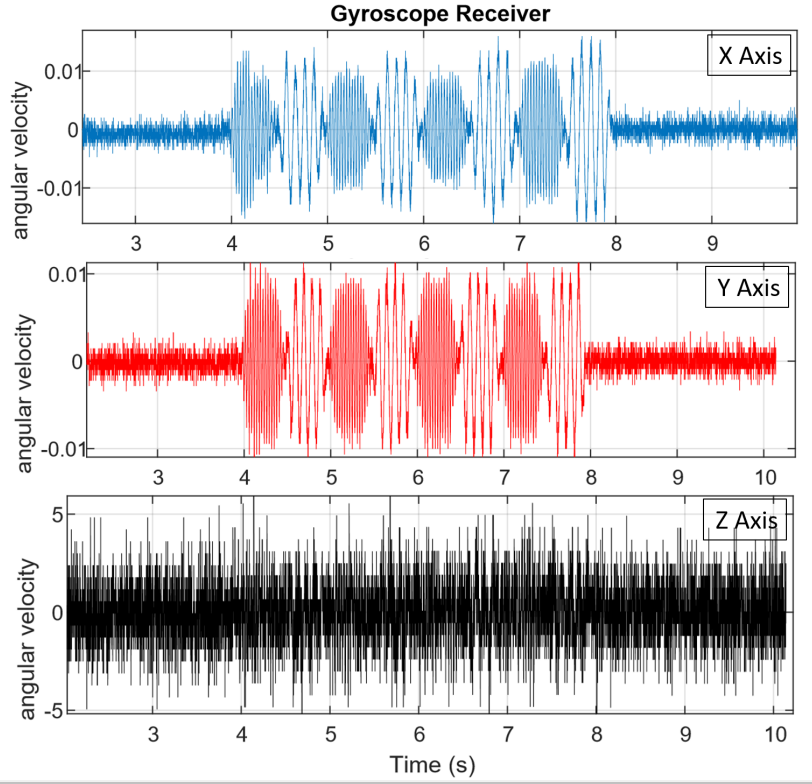 Gyroscope Receiver
X Axis
angular velocity
0.01
0
-0.01
3 4 5 6 7 8 9
Y Axis
angular velocity
0.01
0
-0.01
3 4 5 6 7 8 9 10
Z Axis
angular velocity
5
0
-5
3 4 5 6 7 8 9 10
Time (s)